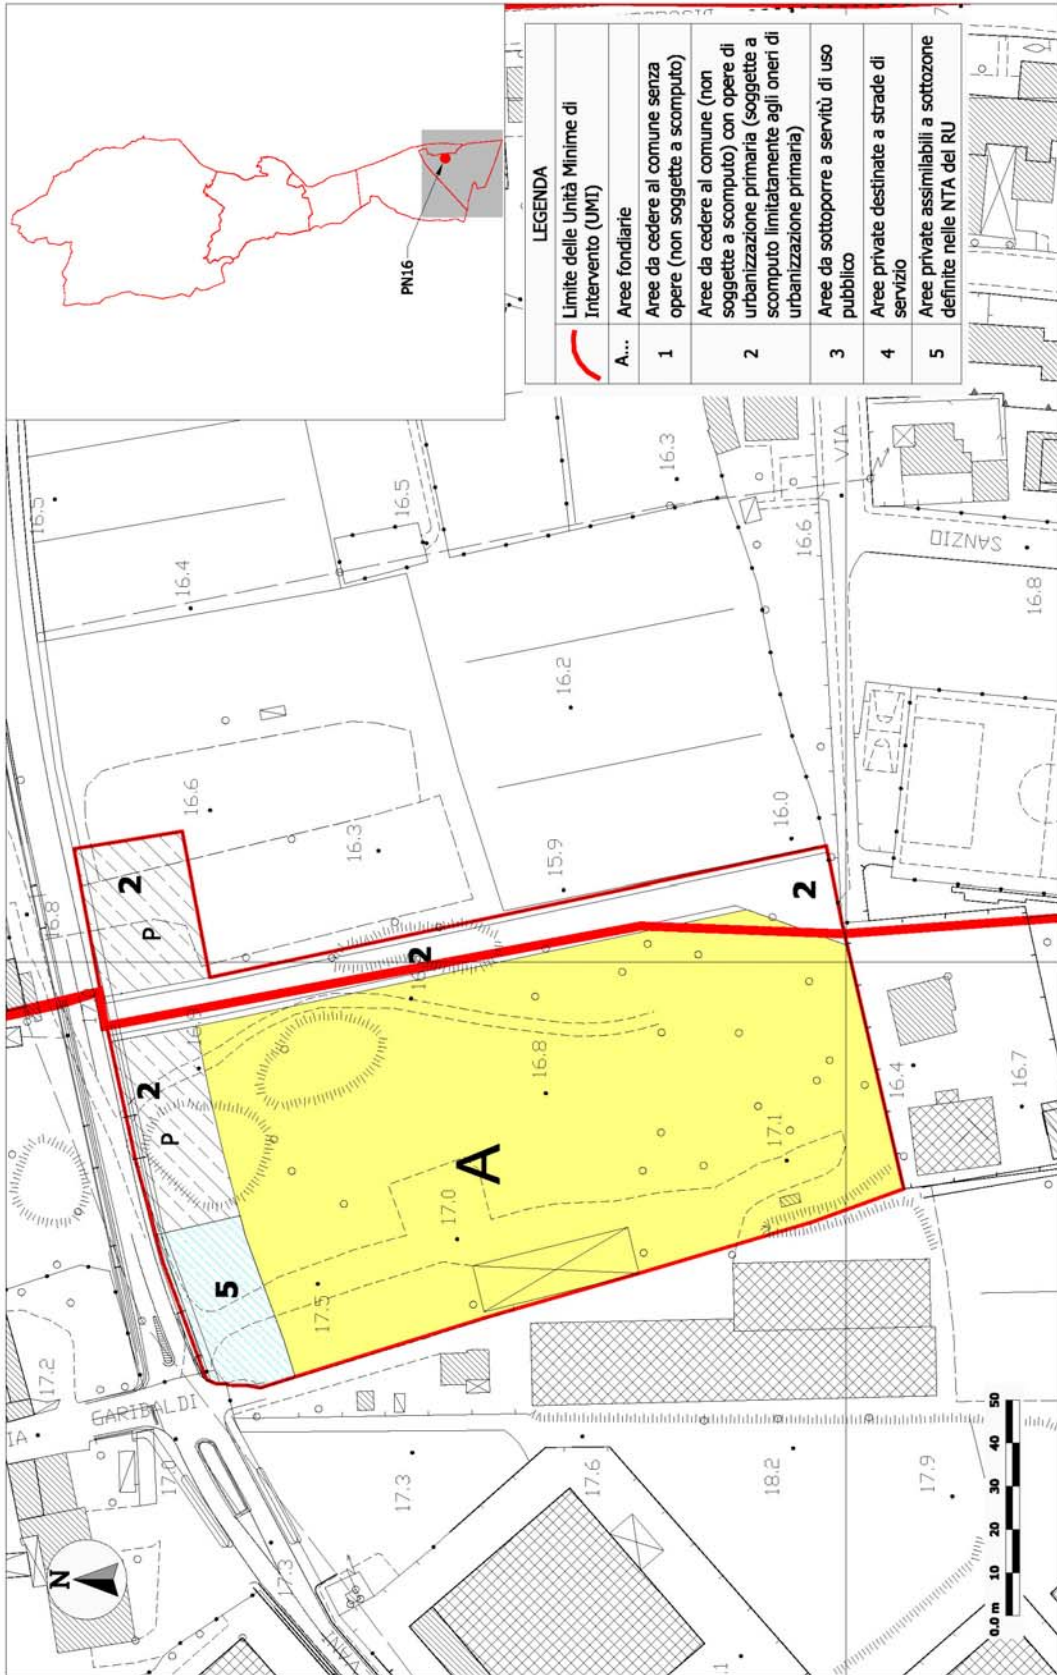 PN16
LEGENDA
Limite delle Unità Minime di
Intervento (UMI)
A... Aree fondiarie
1 Aree da cedere al comune senza
opere (non soggette a scomputo)
2 Aree da cedere al comune (non
soggette a scomputo) con opere di
urbanizzazione primaria (soggette a
scomputo limitatamente agli oneri di
urbanizzazione primaria)
3 Aree da sottoporre a servitù di uso
pubblico
4 Aree private destinate a strade di
servizio
5 Aree private assimilabili a sottozone
definite nelle NTA del RU
N
GARIBALDI
17.2
17.0
17.3
17.3
17.6
18.2
17.9
5
17.5
17.0
A
17.1
16.8
16.4
16.7
2
P
2
P
2
2
16.8
16.6
16.3
15.9
16.0
16.2
16.4
16.5
16.5
16.3
16.6
16.8
VIA
SANZIO
0.0 m 10 20 30 40 50